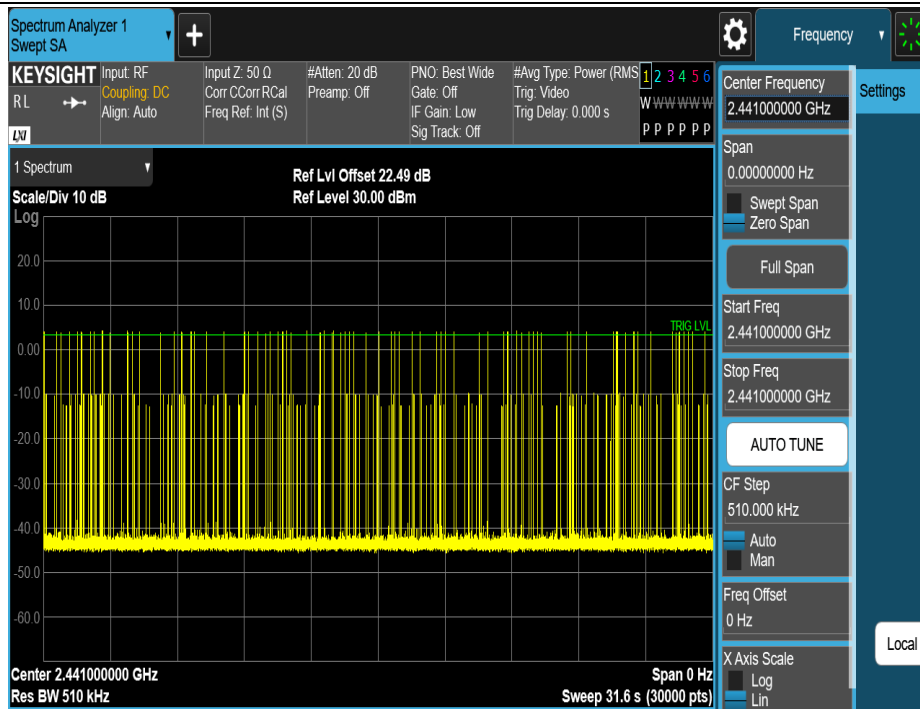 Spectrum Analyzer 1
Swept SA
+
Frequency
KEYSIGHT
RL
LXI
Input: RF
Coupling: DC
Align: Auto
Input Z: 50 Ω
Corr CCorr RCal
Freq Ref: Int (S)
#Atten: 20 dB
Preamp: Off
PNO: Best Wide
Gate: Off
IF Gain: Low
Sig Track: Off
#Avg Type: Power (RMS
Trig: Video
Trig Delay: 0.000 s
1 2 3 4 5 6
W W W W W W
P P P P P P
1 Spectrum
Scale/Div 10 dB
Ref Lvl Offset 22.49 dB
Ref Level 30.00 dBm
Log
20.0
10.0
TRIG LVL
0.00
-10.0
-20.0
-30.0
-40.0
-50.0
-60.0
Center 2.441000000 GHz
Res BW 510 kHz
Span 0 Hz
Sweep 31.6 s (30000 pts)
Center Frequency
2.441000000 GHz
Span
0.00000000 Hz
Swept Span
Zero Span
Full Span
Start Freq
2.441000000 GHz
Stop Freq
2.441000000 GHz
AUTO TUNE
CF Step
510.000 kHz
Auto
Man
Freq Offset
0 Hz
X Axis Scale
Log
Lin
Settings
Local